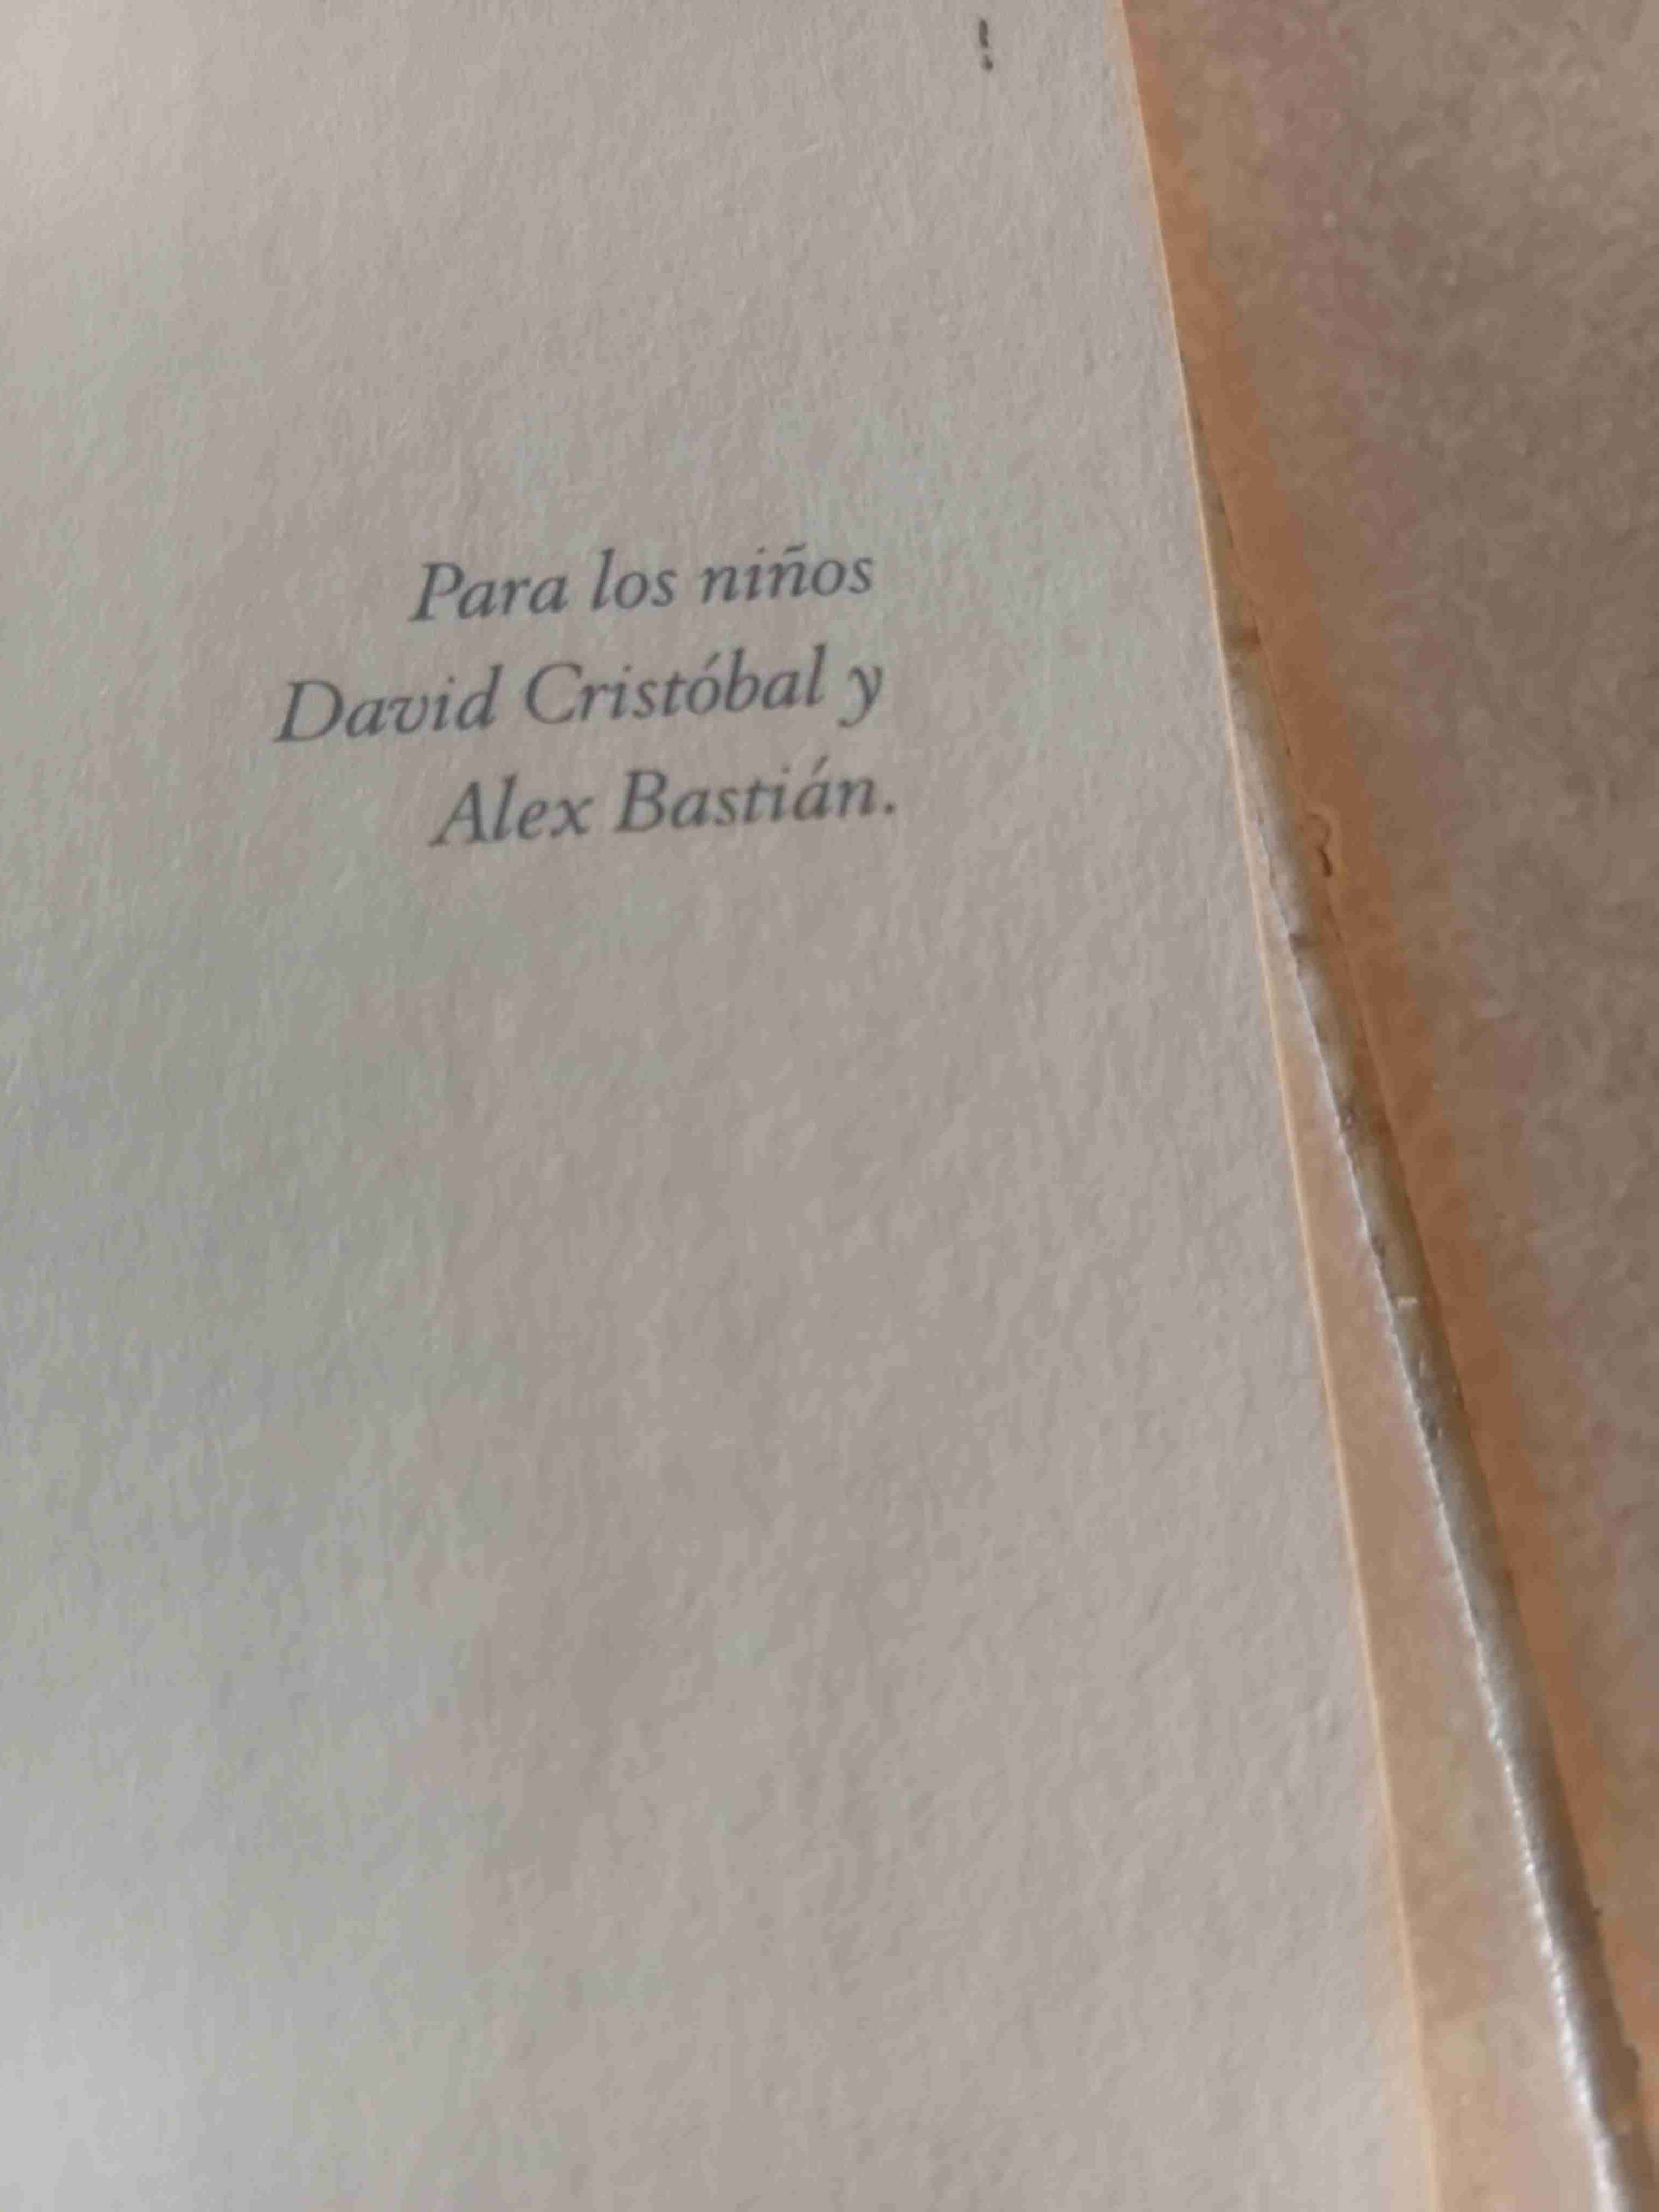 Para los niños
David Cristóbal y
Alex Bastián.